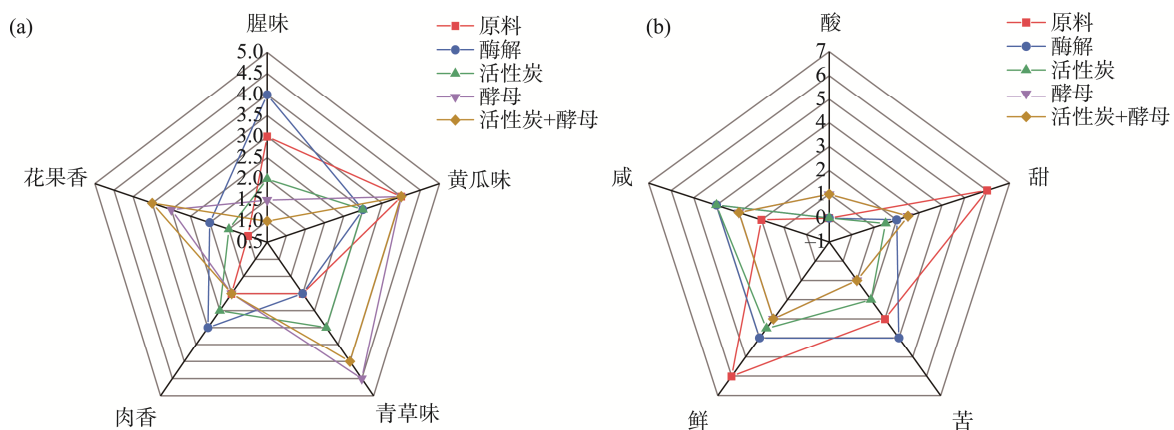 (a)
腥味
5.0
4.5
4.0
3.5
3.0
2.5
2.0
1.5
1.0
0.5
黄瓜味
青草味
肉香
花果香
原料
酶解
活性炭
酵母
活性炭+酵母
(b)
酸
7
6
5
4
3
2
1
0
−1
甜
苦
鲜
咸
原料
酶解
活性炭
酵母
活性炭+酵母